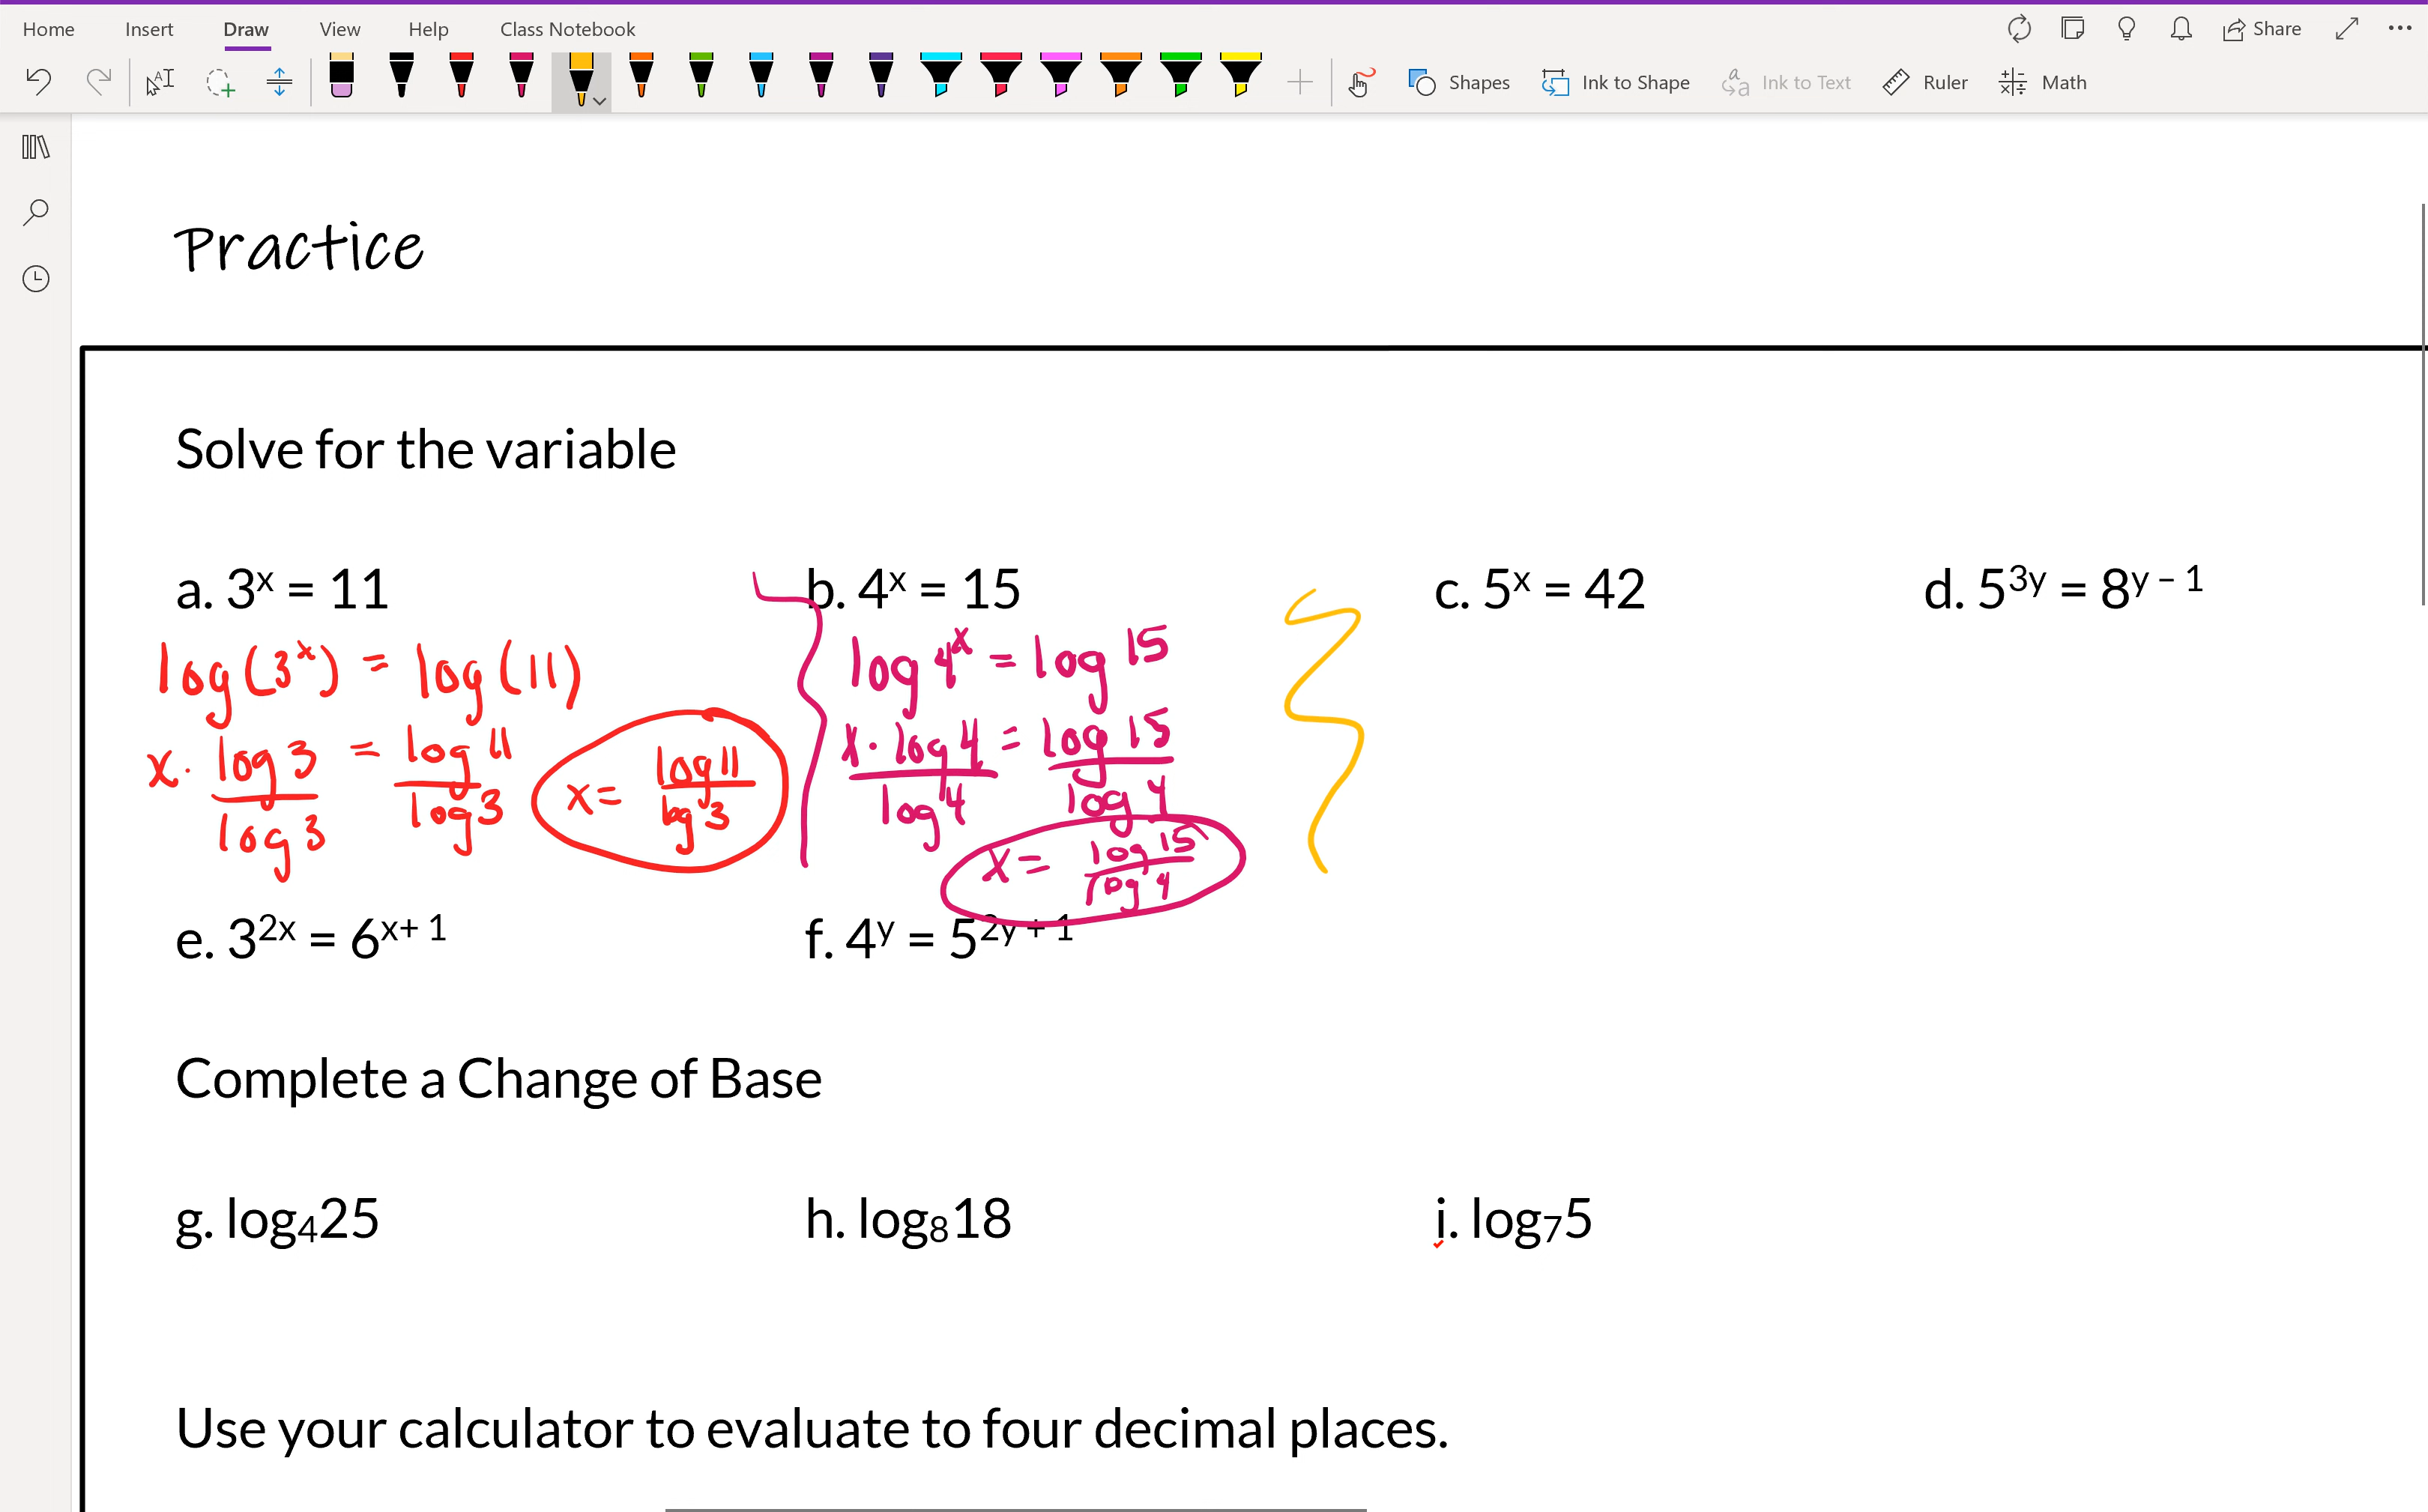 Home Insert Draw View Help Class Notebook Share
Shapes Ink to Shape Ink to Text Ruler Math
Practice
Solve for the variable
a. 3ˣ = 11
log(3ˣ) = log(11)
x · log 3 / log 3 = log 11 / log 3
x = log 11 / log 3
b. 4ˣ = 15
log 4ˣ = log 15
x · log 4 / log 4 = log 15 / log 4
x = log 15 / log 4
c. 5ˣ = 42
d. 5³ʸ = 8ʸ ⁻ ¹
e. 3²ˣ = 6ˣ⁺ ¹
f. 4ʸ = 5²ʸ ⁺ ¹
Complete a Change of Base
g. log₄25
h. log₈18
i. log₇5
Use your calculator to evaluate to four decimal places.